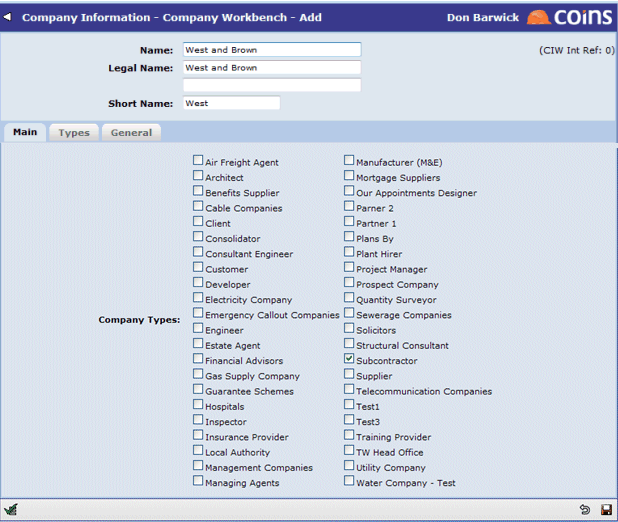 Company Information - Company Workbench - Add Don Barwick COINS
Name: West and Brown (CIW Int Ref: 0)
Legal Name: West and Brown
Short Name: West
Main Types General
Air Freight Agent Manufacturer (M&E)
Architect Mortgage Suppliers
Benefits Supplier Our Appointments Designer
Cable Companies Parner 2
Client Partner 1
Consolidator Plans By
Consultant Engineer Plant Hirer
Customer Project Manager
Developer Prospect Company
Electricity Company Quantity Surveyor
Company Types: Emergency Callout Companies Sewerage Companies
Engineer Solicitors
Estate Agent Structural Consultant
Financial Advisors Subcontractor
Gas Supply Company Supplier
Guarantee Schemes Telecommunication Companies
Hospitals Test1
Inspector Test3
Insurance Provider Training Provider
Local Authority TW Head Office
Management Companies Utility Company
Managing Agents Water Company - Test